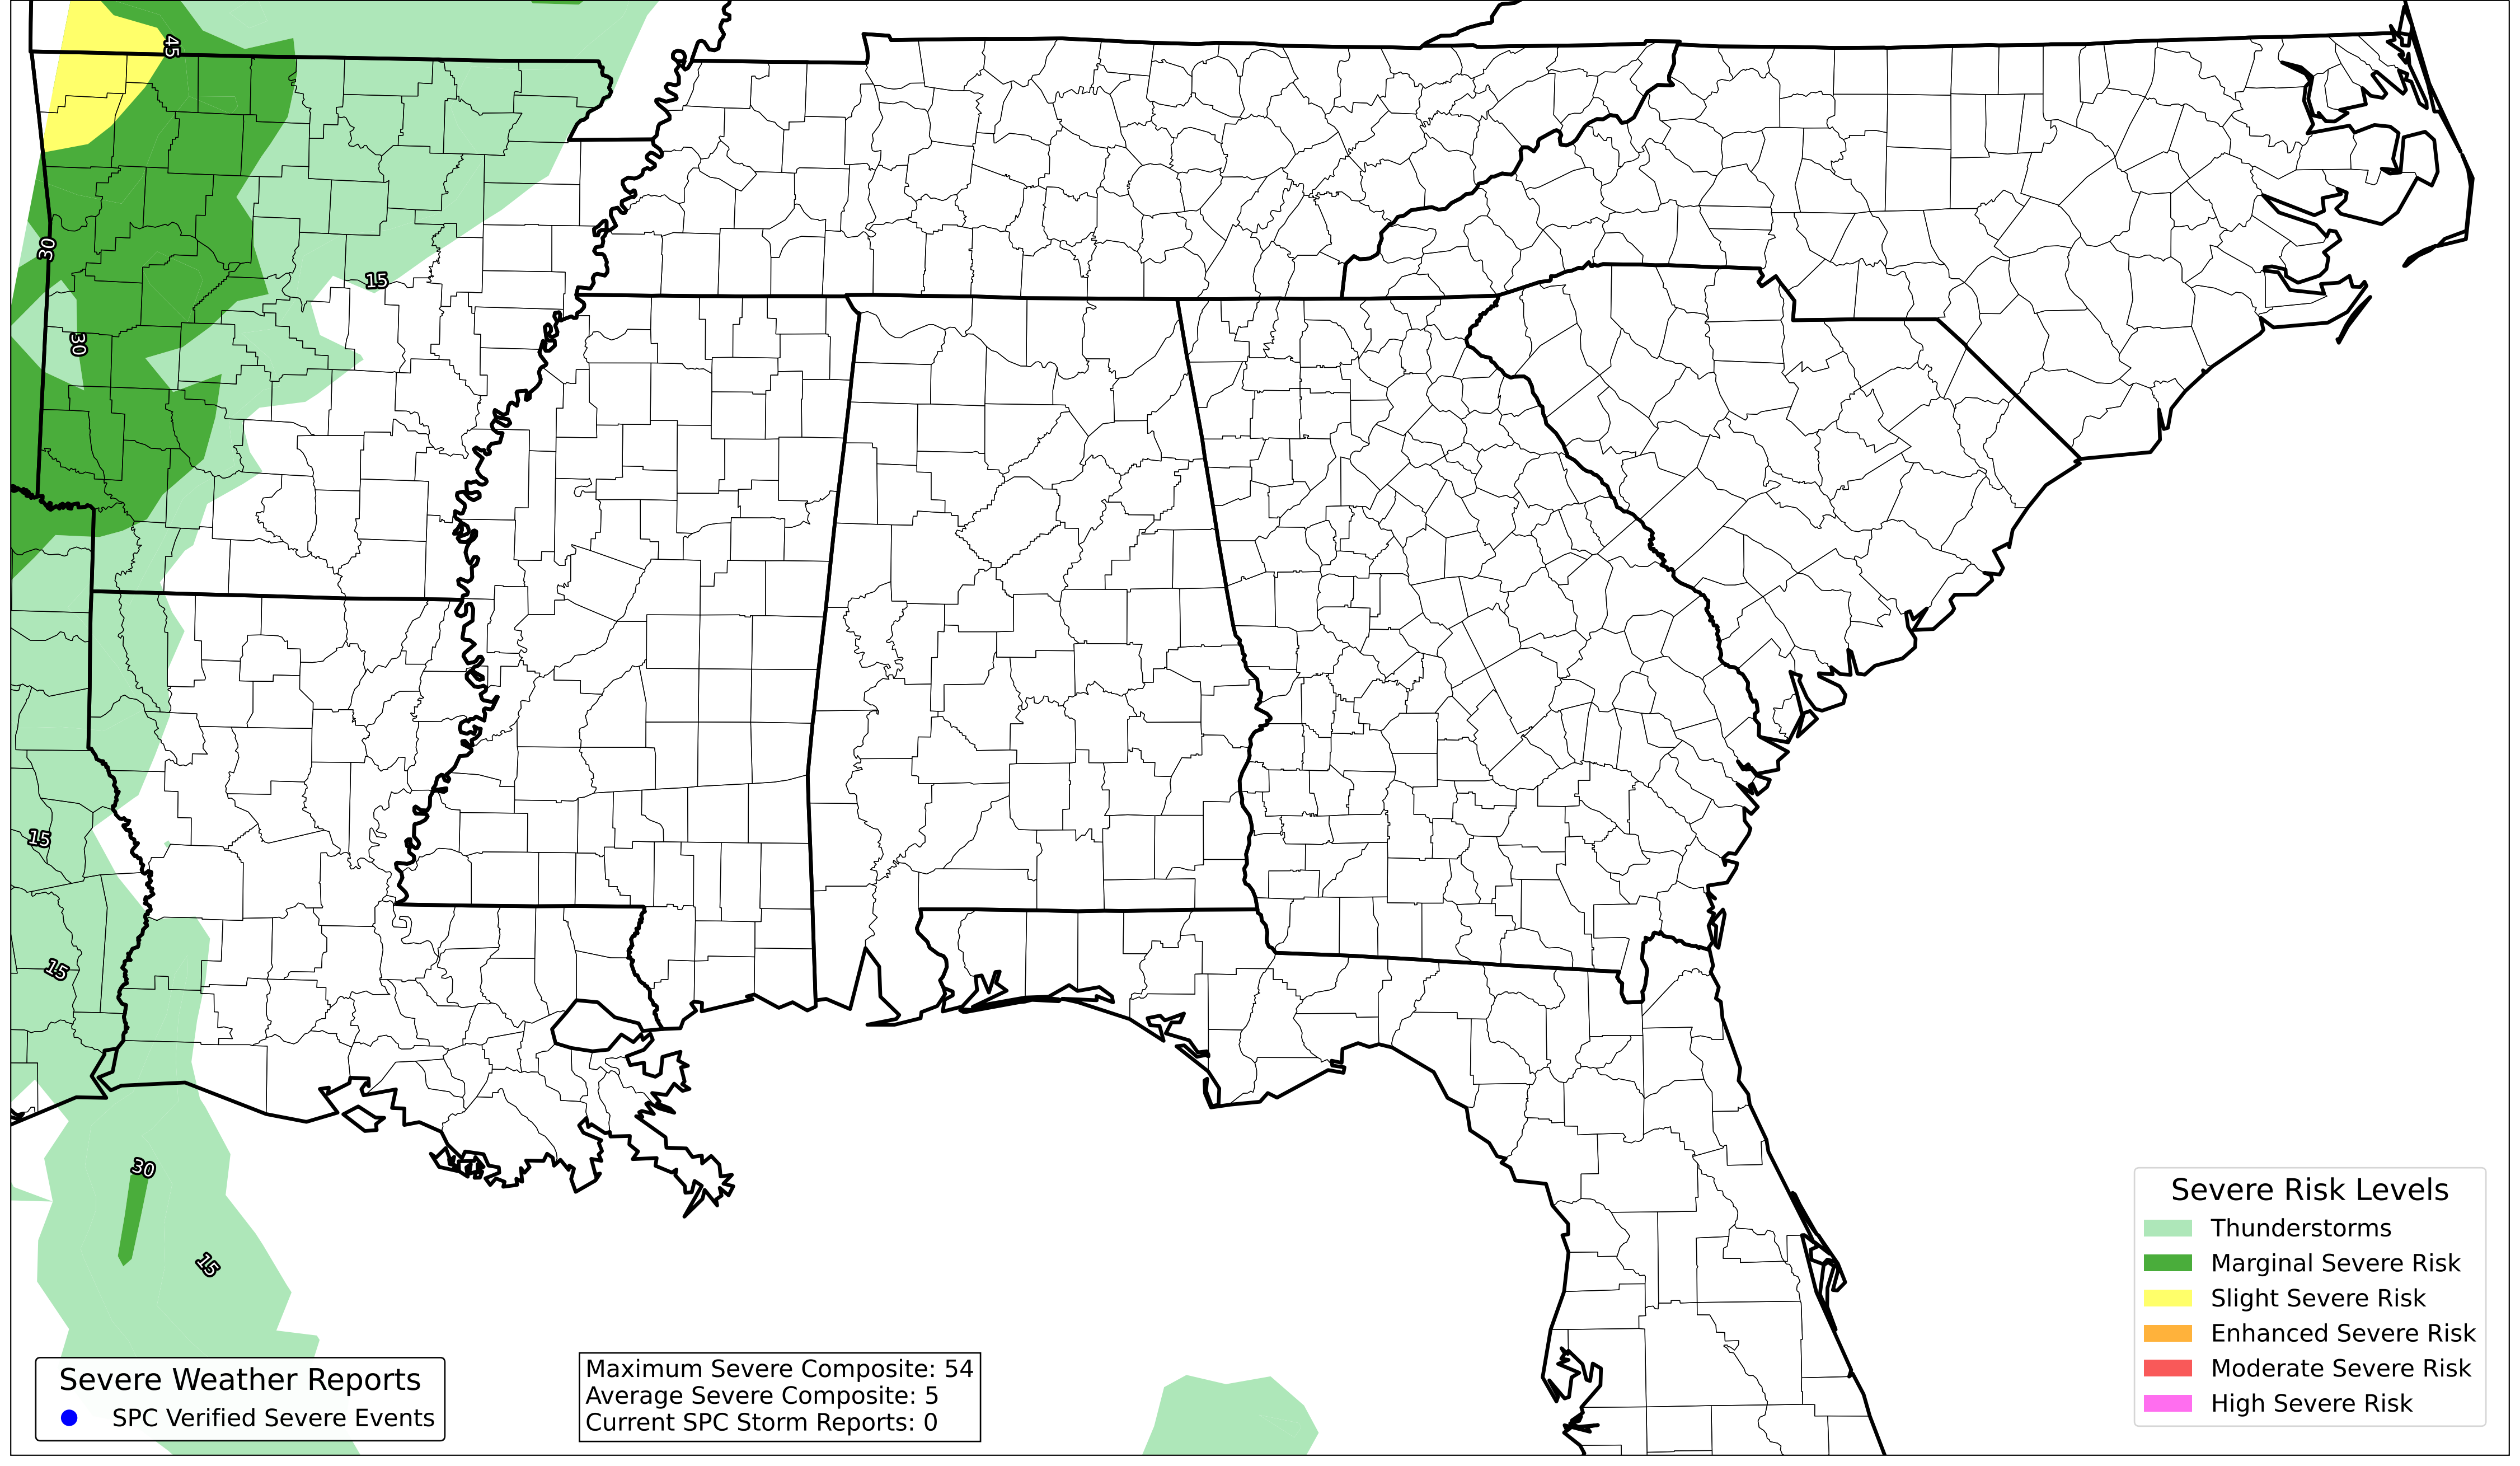 45
30
15
30
15
15
30
15
Severe Risk Levels
Thunderstorms
Marginal Severe Risk
Slight Severe Risk
Enhanced Severe Risk
Moderate Severe Risk
High Severe Risk
Severe Weather Reports
SPC Verified Severe Events
Maximum Severe Composite: 54
Average Severe Composite: 5
Current SPC Storm Reports: 0